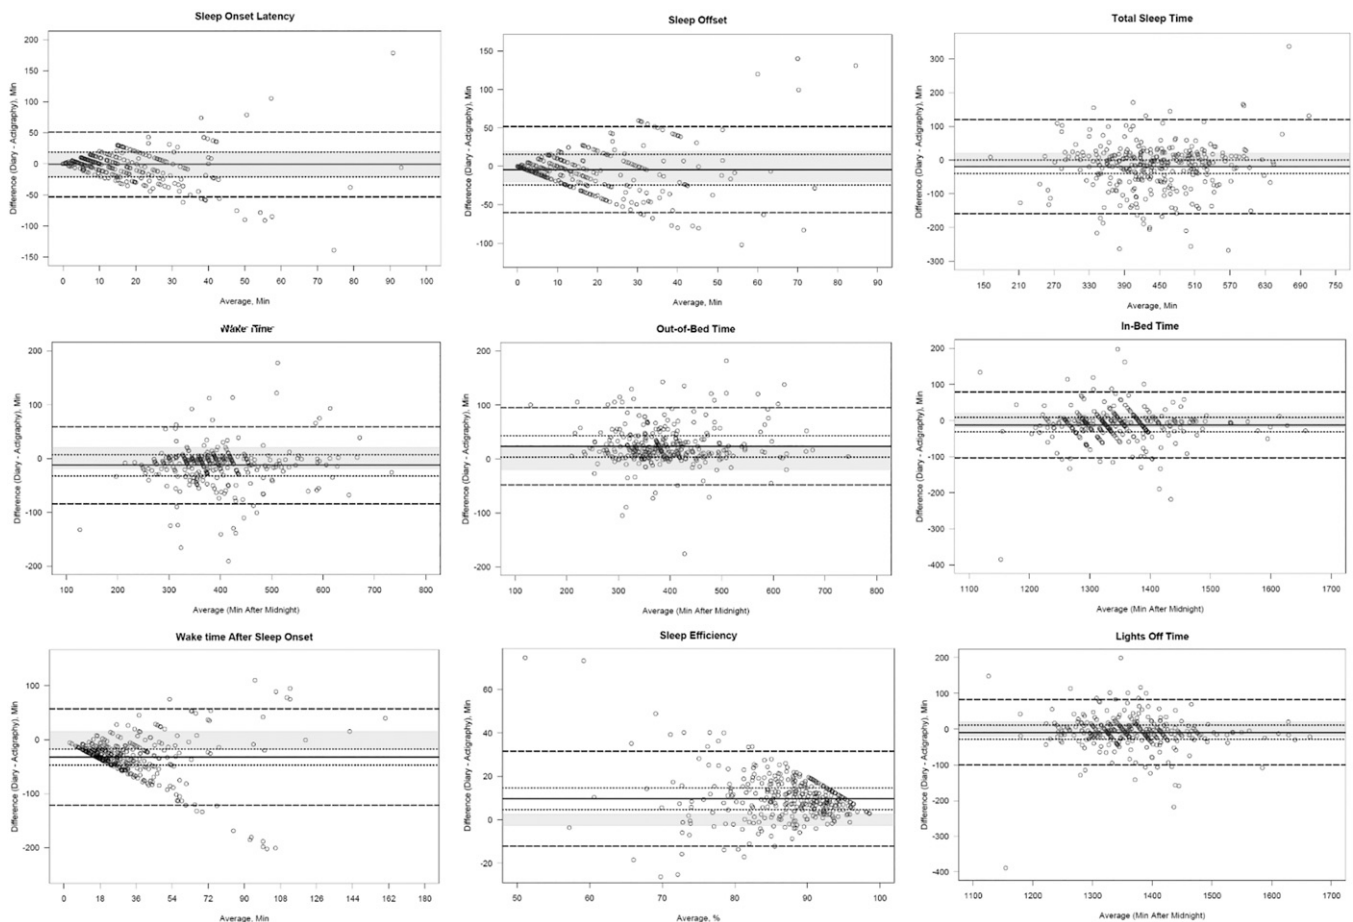 Sleep Onset Latency
Difference (Diary - Actigraphy), Min
200
150
100
50
0
-50
-100
-150
0 10 20 30 40 50 60 70 80 90 100
Average, Min
Sleep Offset
Difference (Diary - Actigraphy), Min
150
100
50
0
-50
-100
0 10 20 30 40 50 60 70 80 90
Average, Min
Total Sleep Time
Difference (Diary - Actigraphy), Min
300
200
100
0
-100
-200
-300
150 210 270 330 390 450 510 570 630 690 750
Average, Min
Wake Time
Difference (Diary - Actigraphy), Min
200
100
0
-100
-200
100 200 300 400 500 600 700 800
Average (Min After Midnight)
Out-of-Bed Time
Difference (Diary - Actigraphy), Min
200
100
0
-100
-200
100 200 300 400 500 600 700 800
Average (Min After Midnight)
In-Bed Time
Difference (Diary - Actigraphy), Min
200
100
0
-100
-200
-300
-400
1100 1200 1300 1400 1500 1600 1700
Average (Min After Midnight)
Wake time After Sleep Onset
Difference (Diary - Actigraphy), Min
100
0
-100
-200
0 18 36 54 72 90 108 126 144 162 180
Average, Min
Sleep Efficiency
Difference (Diary - Actigraphy), Min
60
40
20
0
-20
50 60 70 80 90 100
Average, %
Lights Off Time
Difference (Diary - Actigraphy), Min
200
100
0
-100
-200
-300
-400
1100 1200 1300 1400 1500 1600 1700
Average (Min After Midnight)